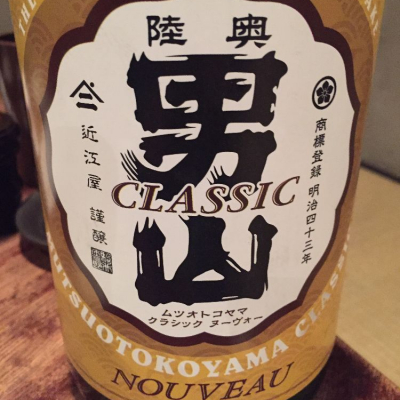 陸奥
男山
CLASSIC
商標登録 明治四十三年
近江屋 謹醸
ムツオトコヤマ
クラシック ヌーヴォー
MUTSUOTOKOYAMA CLASSIC
NOUVEAU